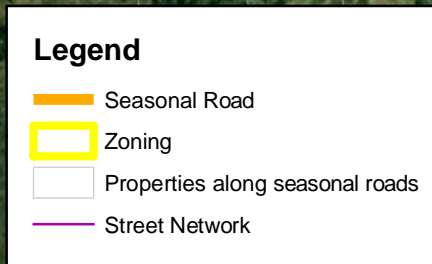 Legend
Seasonal Road
Zoning
Properties along seasonal roads
Street Network